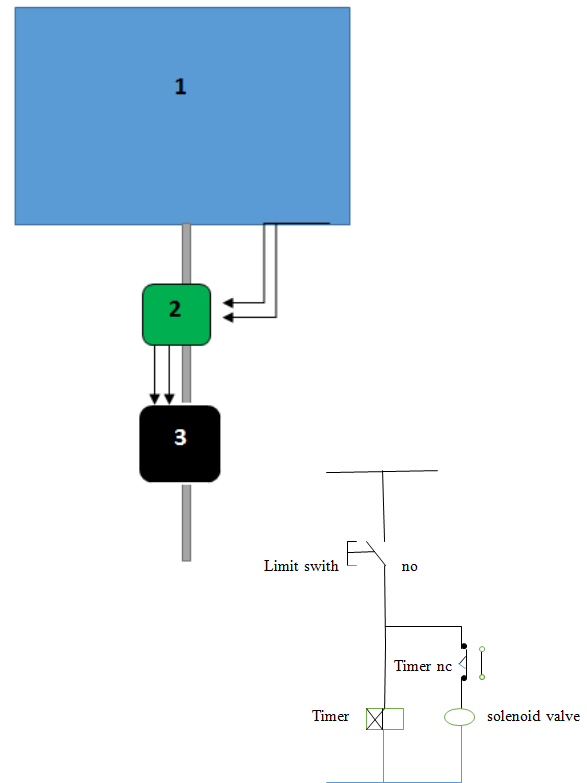 1
2
3
Limit swith
no
Timer nc
Timer
solenoid valve